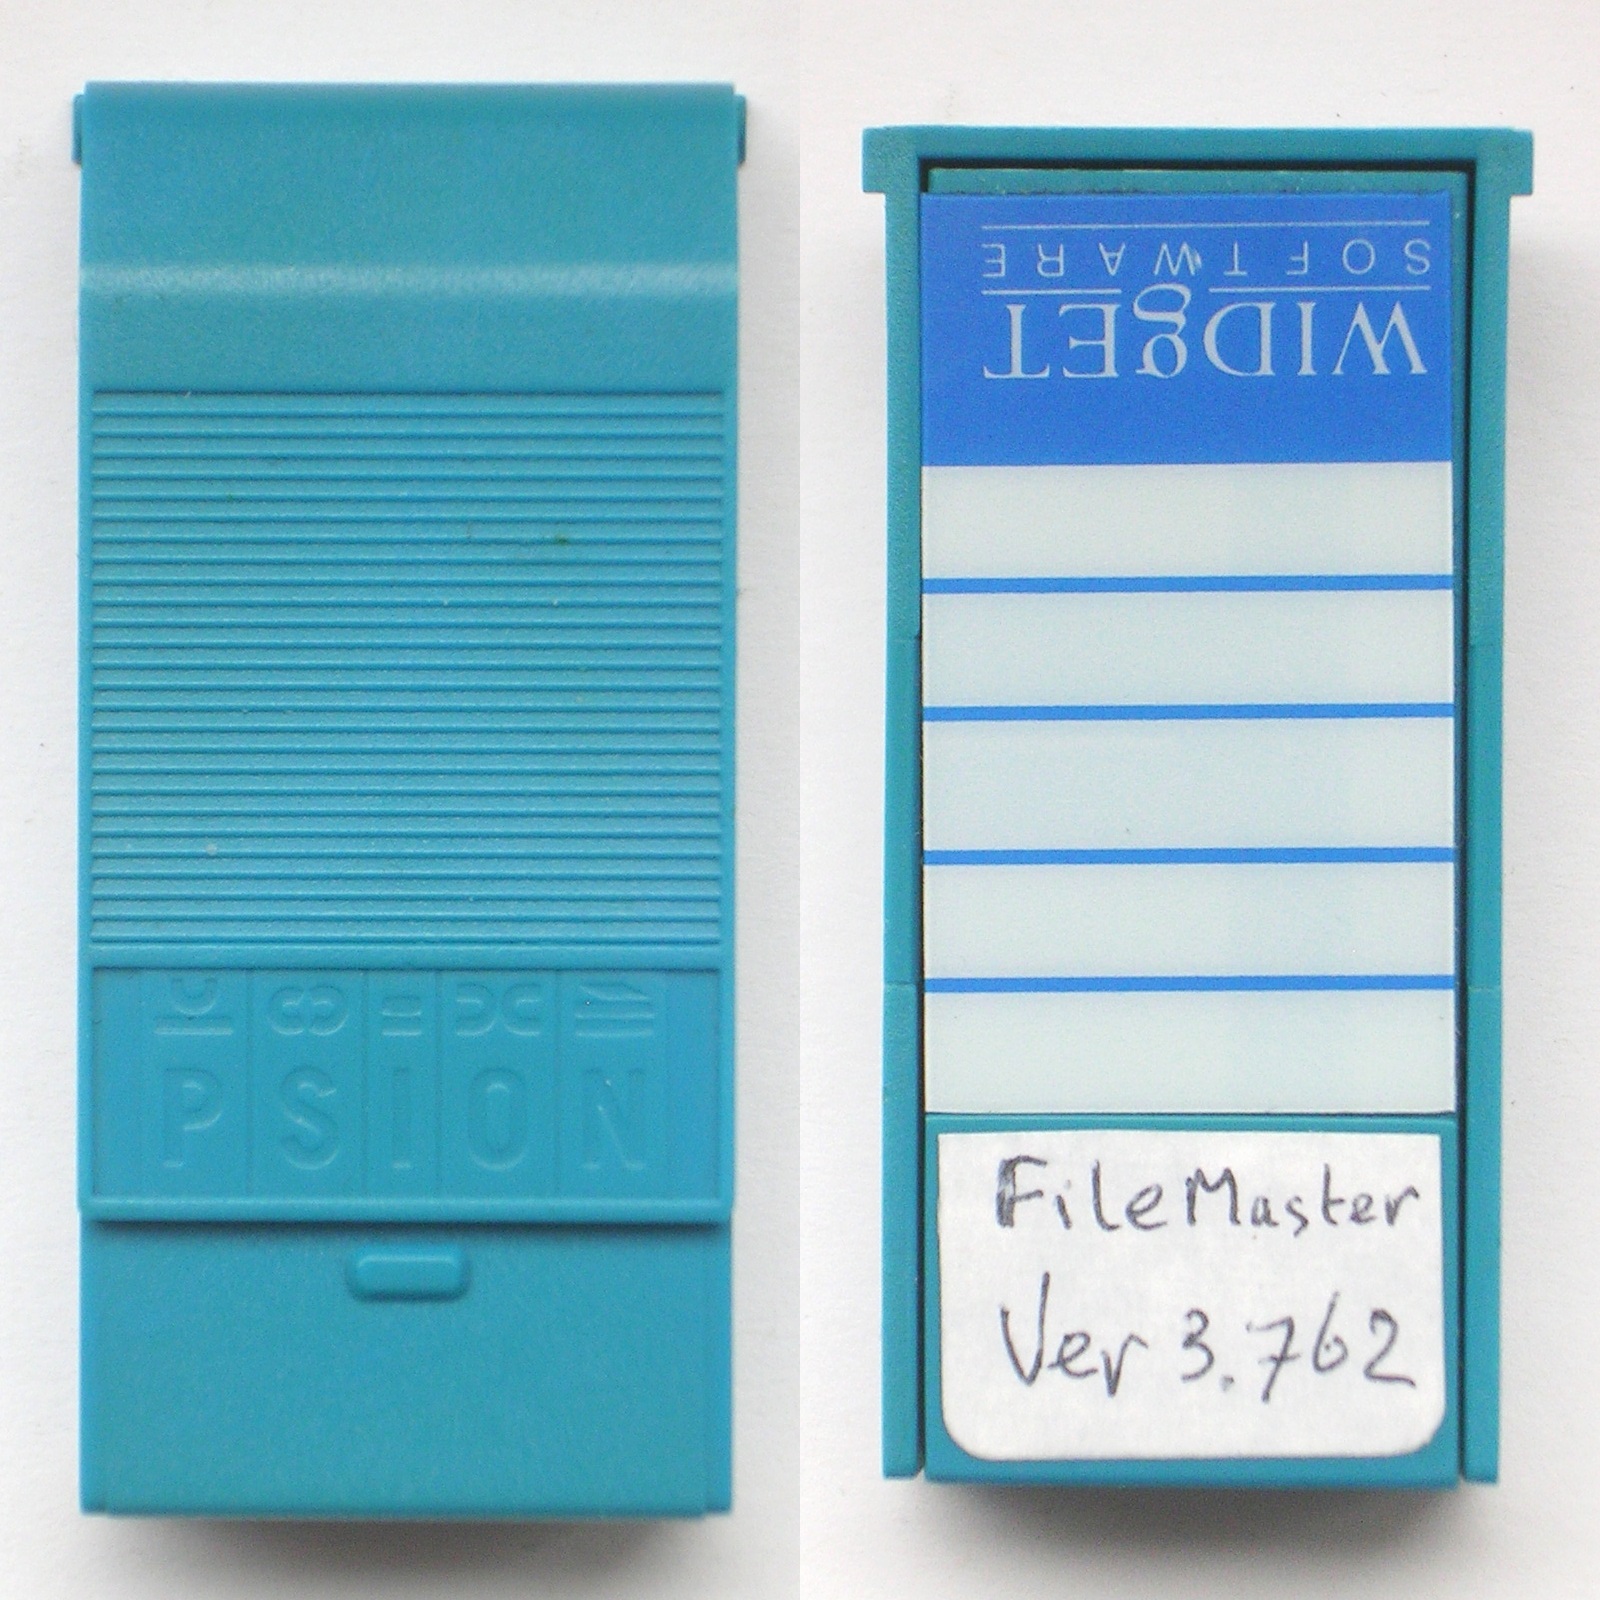 PSION
WIDgET
SOFTWARE
FileMaster
Ver 3.762